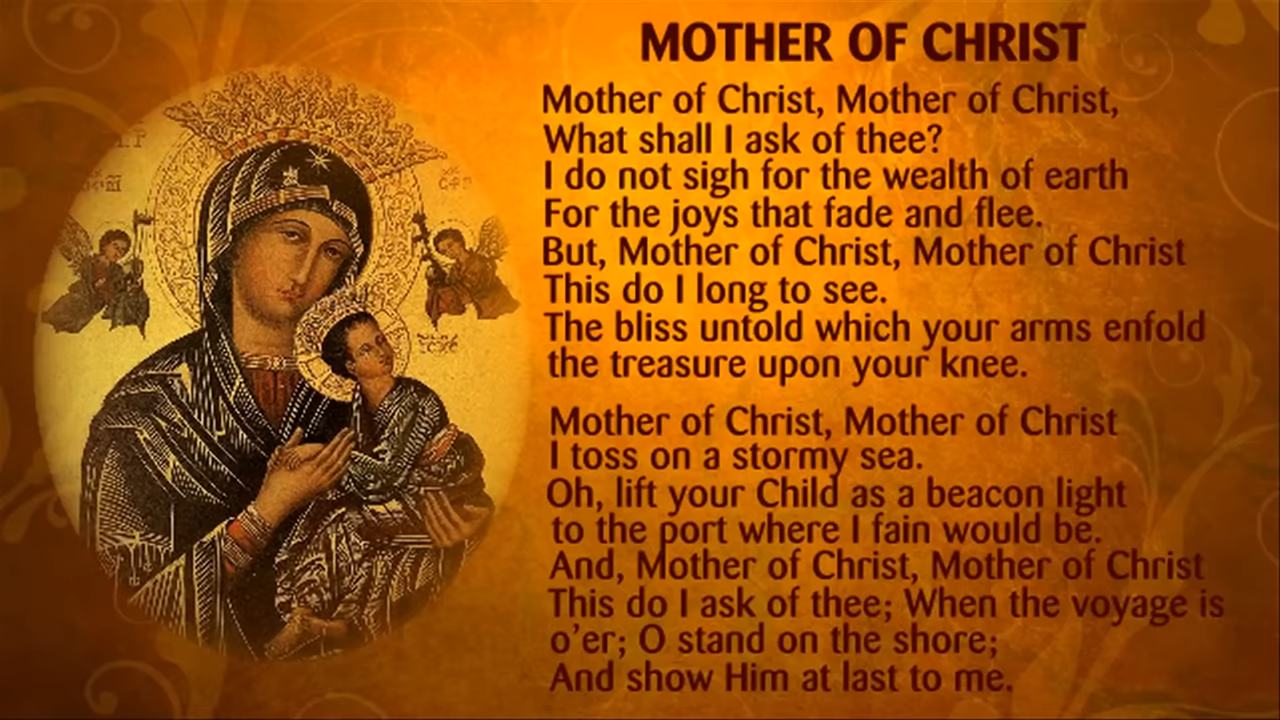 MOTHER OF CHRIST
Mother of Christ, Mother of Christ,
What shall I ask of thee?
I do not sigh for the wealth of earth
For the joys that fade and flee.
But, Mother of Christ, Mother of Christ
This do I long to see.
The bliss untold which your arms enfold
the treasure upon your knee.
Mother of Christ, Mother of Christ
I toss on a stormy sea.
Oh, lift your Child as a beacon light
to the port where I fain would be.
And, Mother of Christ, Mother of Christ
This do I ask of thee; When the voyage is
o'er; O stand on the shore;
And show Him at last to me.